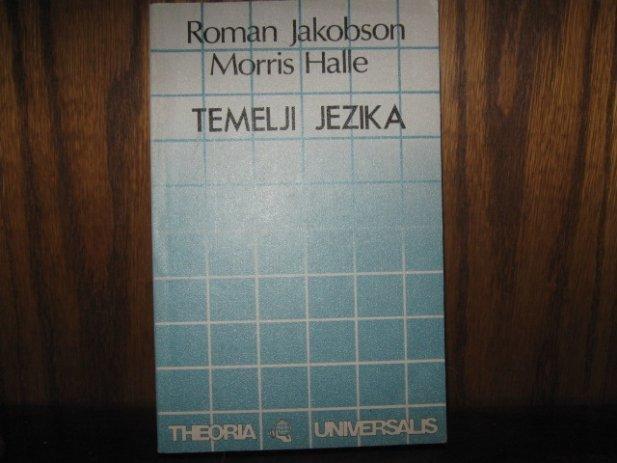 Roman Jakobson
Morris Halle
TEMELJI JEZIKA
THEORIA UNIVERSALIS